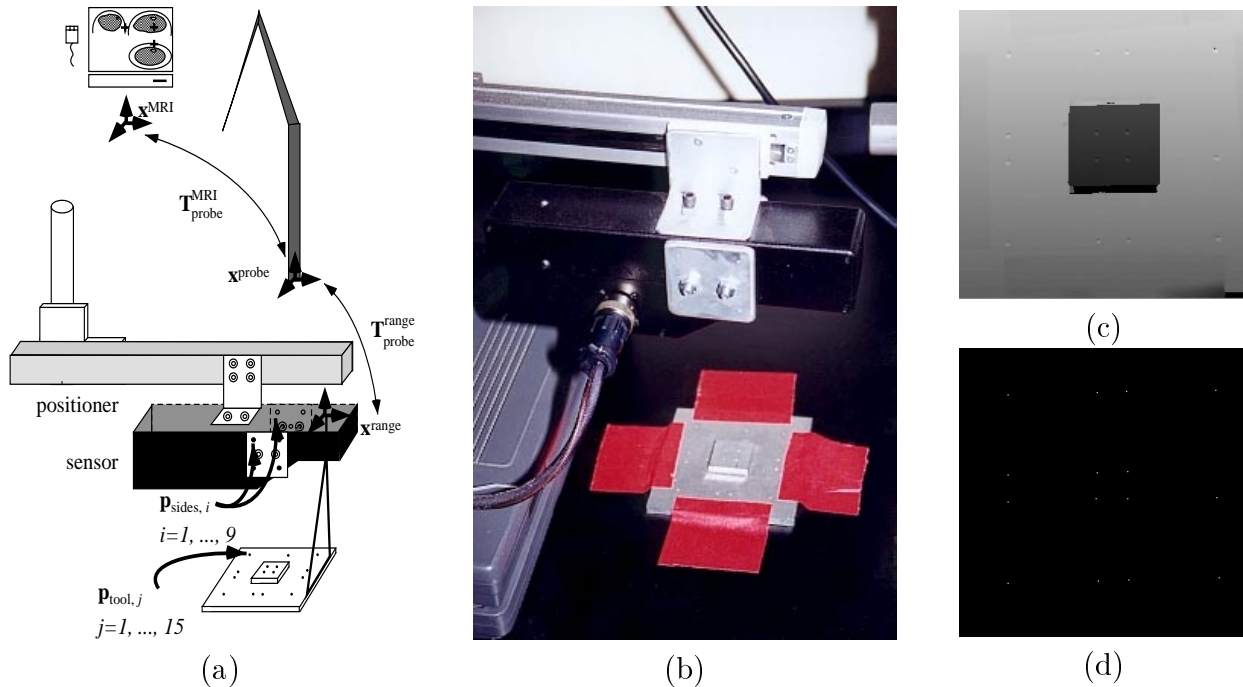 x^MRI
T^MRI_probe
x^probe
T^range_probe
positioner
x^range
sensor
p_sides, i
i=1, ..., 9
p_tool, j
j=1, ..., 15
(a)
(b)
(c)
(d)